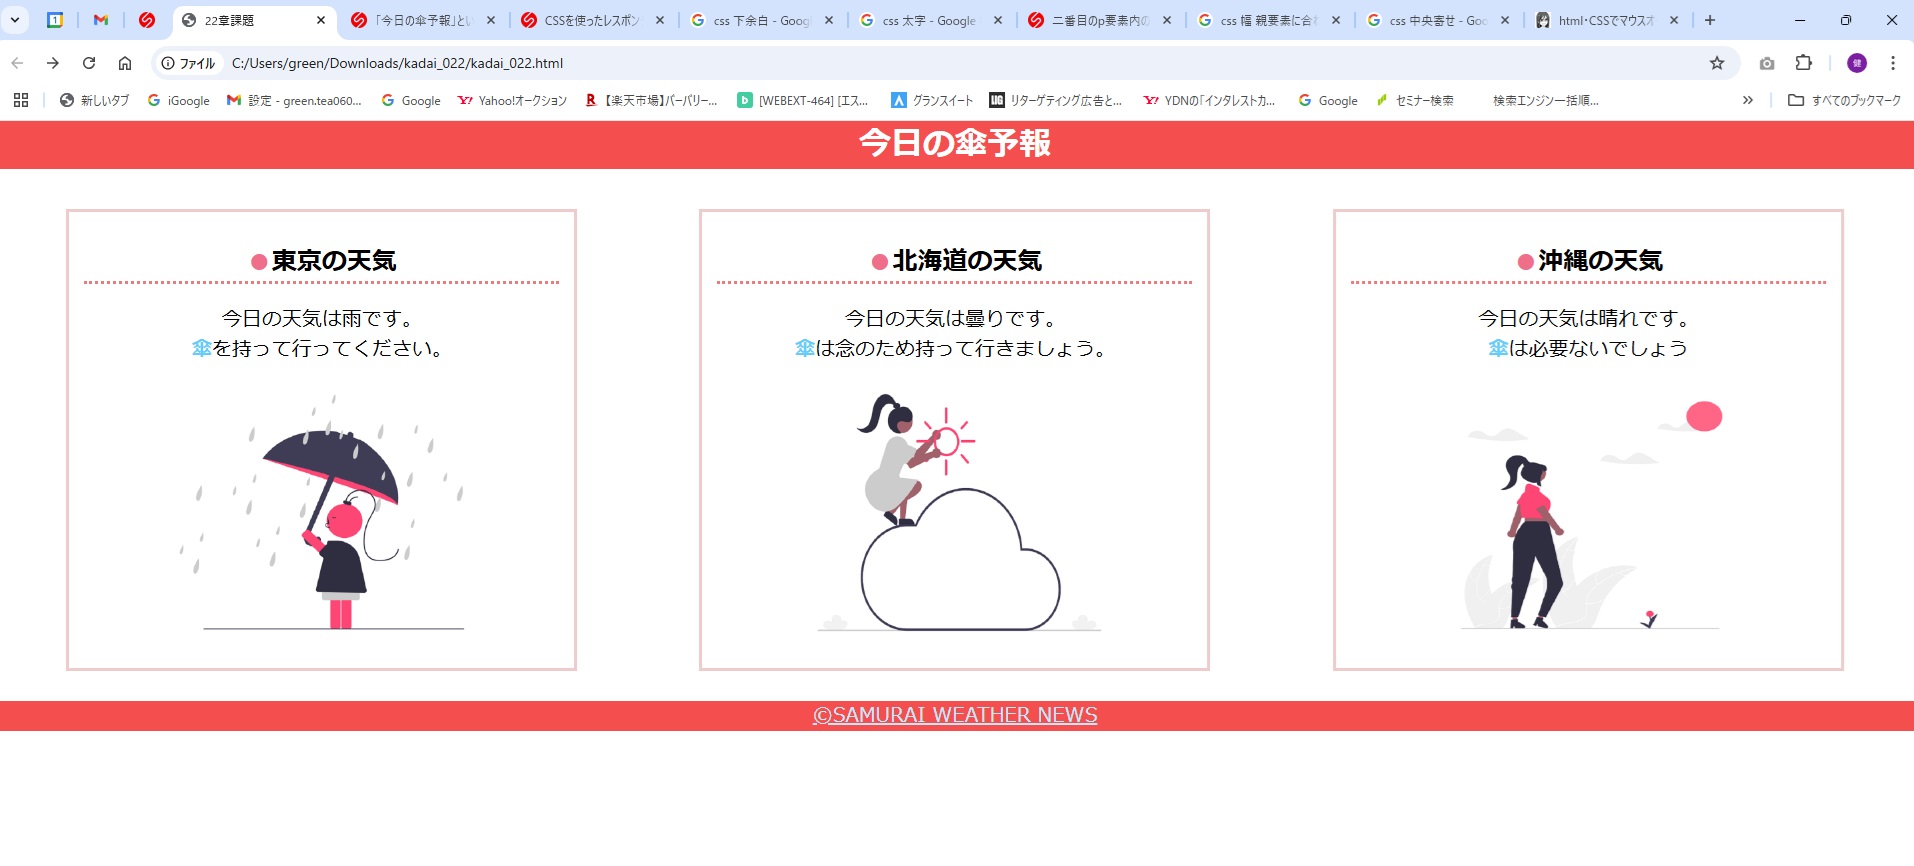 22章課題
「今日の傘予報」とい
CSSを使ったレスポン
css 下余白 - Goog
css 太字 - Google
二番目のp要素内の
css 幅 親要素に合わ
css 中央寄せ - Goo
html・CSSでマウスオ
ファイル
C:/Users/green/Downloads/kadai_022/kadai_022.html
健
新しいタブ
iGoogle
設定 - green.tea060...
Google
Yahoo!オークション
【楽天市場】バーバリー...
[WEBEXT-464] [エス...
グランスイート
リターゲティング広告と...
YDNの「インタレストカ...
Google
セミナー検索
検索エンジン一括順...
すべてのブックマーク
今日の傘予報
東京の天気
今日の天気は雨です。
傘を持って行ってください。
北海道の天気
今日の天気は曇りです。
傘は念のため持って行きましょう。
沖縄の天気
今日の天気は晴れです。
傘は必要ないでしょう
©SAMURAI WEATHER NEWS